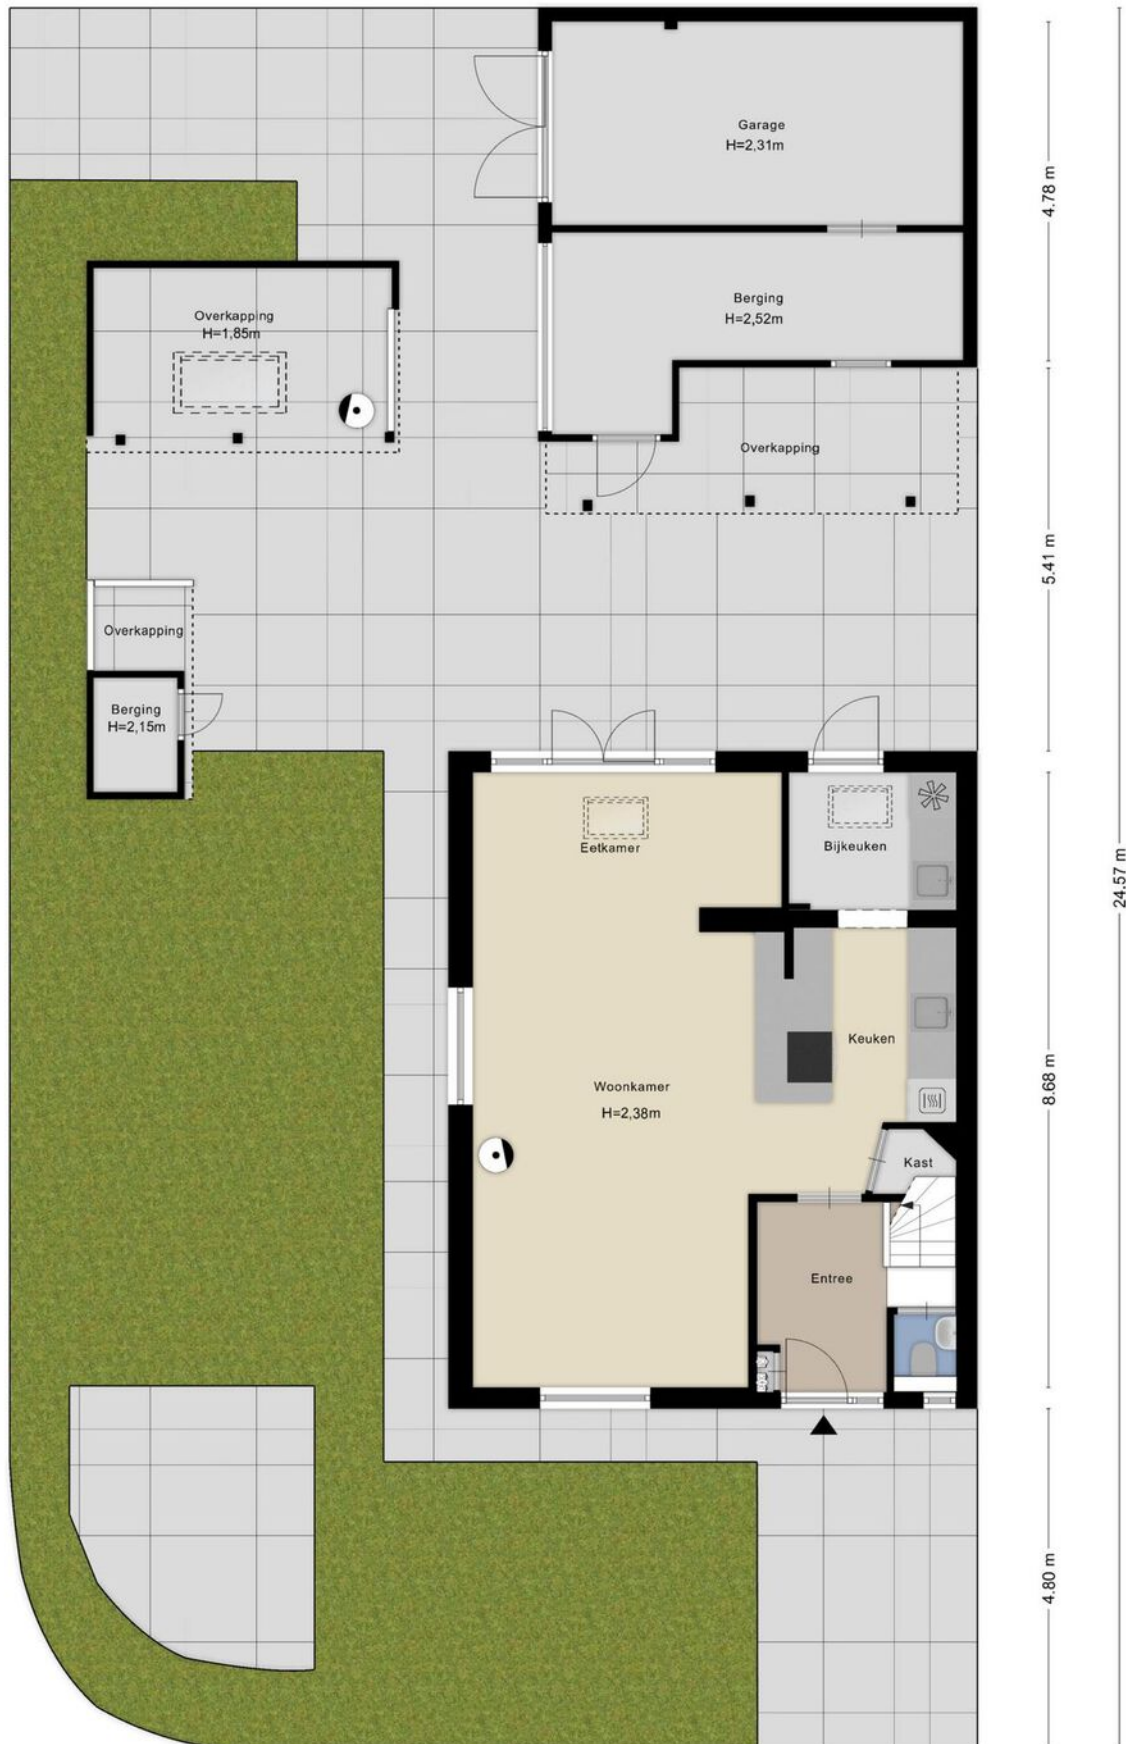 Garage
H=2,31m
4.78 m
Berging
H=2,52m
Overkapping
H=1,85m
Overkapping
5.41 m
Overkapping
Berging
H=2,15m
Eetkamer
Bijkeuken
24.57 m
Keuken
8.68 m
Woonkamer
H=2,38m
Kast
Entree
4.80 m